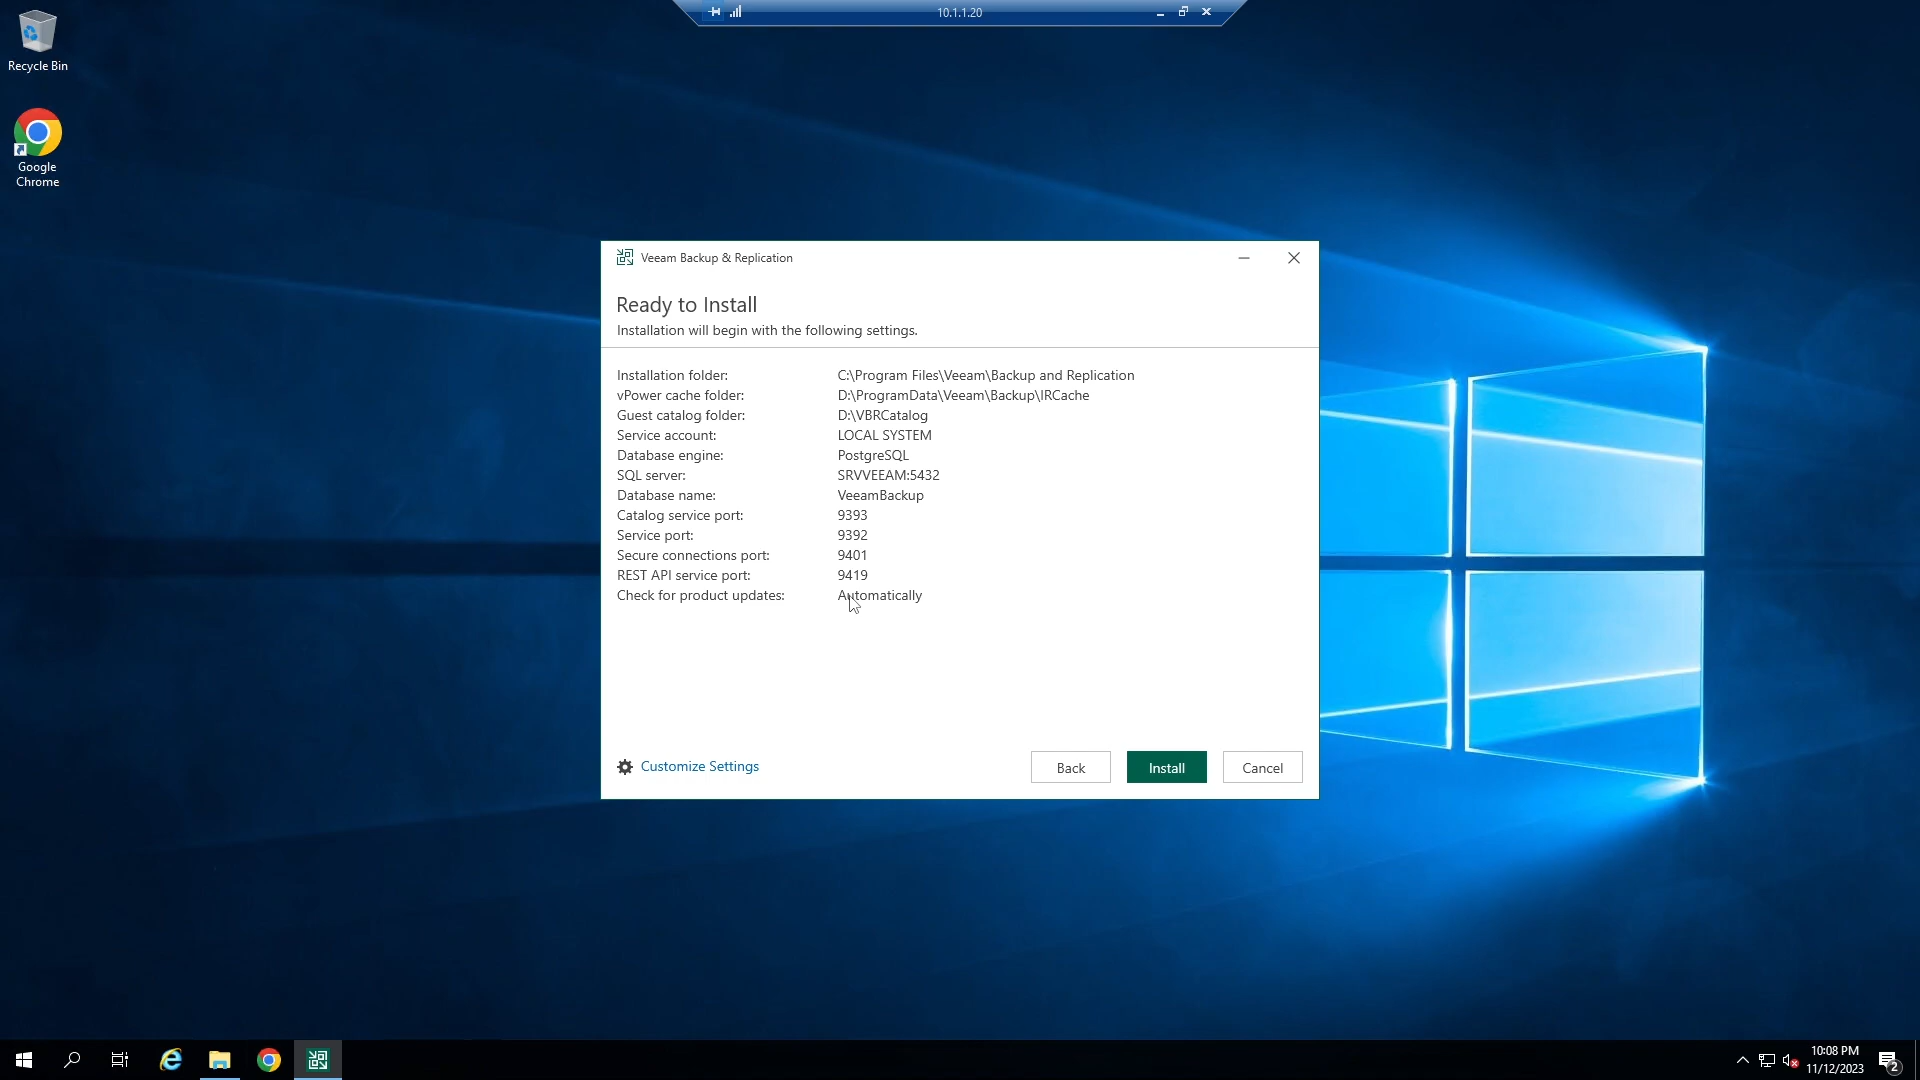 10.1.1.20
Recycle Bin
Google
Chrome
Veeam Backup & Replication
Ready to Install
Installation will begin with the following settings.
Installation folder: C:\Program Files\Veeam\Backup and Replication
vPower cache folder: D:\ProgramData\Veeam\Backup\IRCache
Guest catalog folder: D:\VBRCatalog
Service account: LOCAL SYSTEM
Database engine: PostgreSQL
SQL server: SRVVEEAM:5432
Database name: VeeamBackup
Catalog service port: 9393
Service port: 9392
Secure connections port: 9401
REST API service port: 9419
Check for product updates: Automatically
Customize Settings
Back
Install
Cancel
10:08 PM
11/12/2023
2